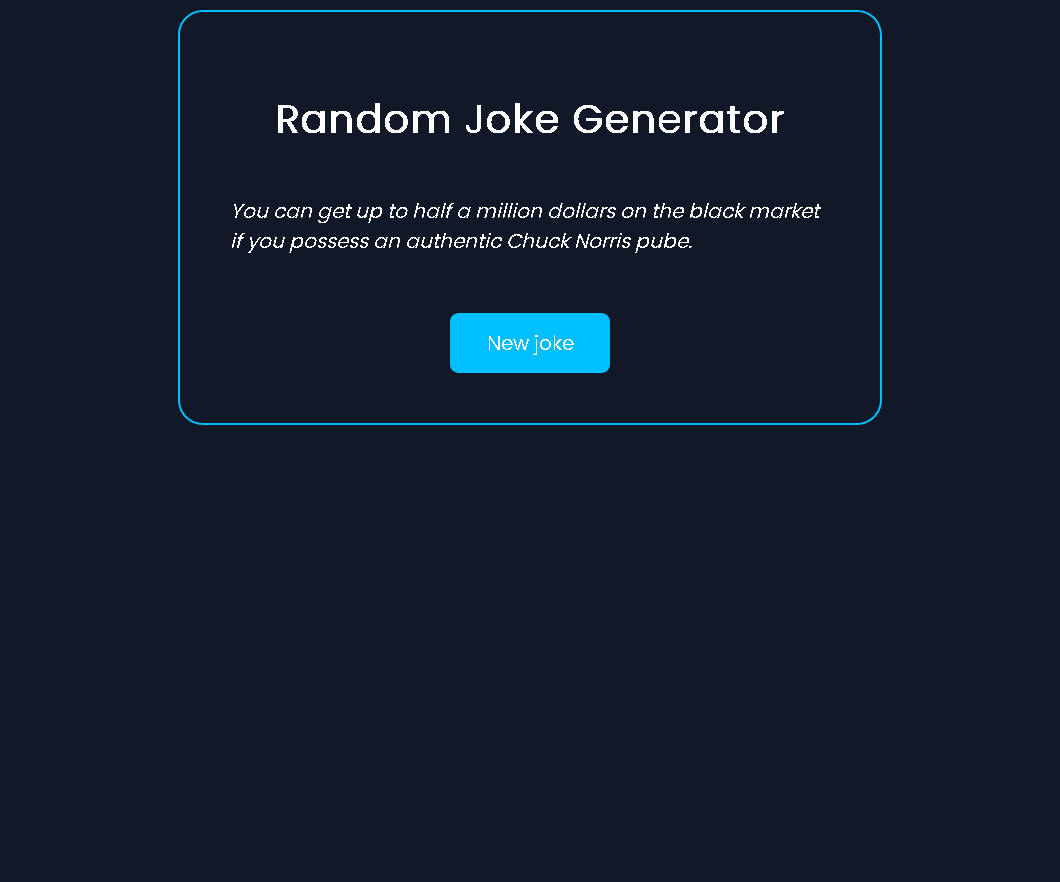 Random Joke Generator
You can get up to half a million dollars on the black market
if you possess an authentic Chuck Norris pube.
New joke